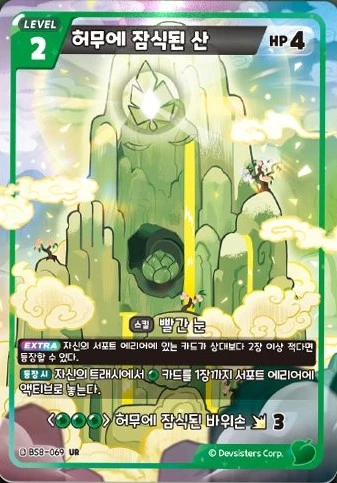 LEVEL
2
허무에 잠식된 산
HP 4
스킬 빨간 눈
EXTRA 자신의 서포트 에리어에 있는 카드가 상대보다 2장 이상 적다면
등장할 수 있다.
등장 시 자신의 트래시에서 카드를 1장까지 서포트 에리어에
액티브로 놓는다.
허무에 잠식된 바위손 3
BS8-069 UR
© Devsisters Corp.